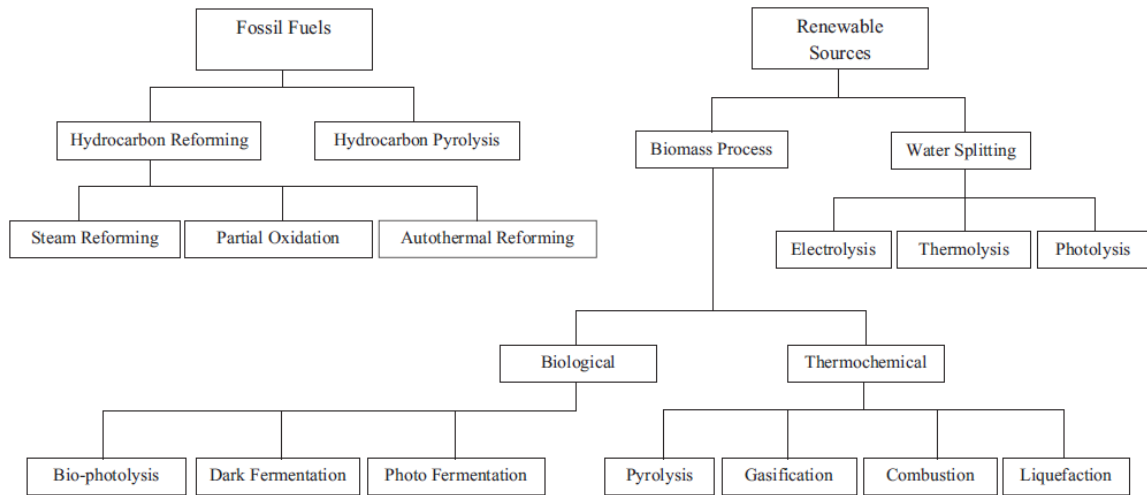 Fossil Fuels
Renewable
Sources
Hydrocarbon Reforming
Hydrocarbon Pyrolysis
Biomass Process
Water Splitting
Steam Reforming
Partial Oxidation
Autothermal Reforming
Electrolysis
Thermolysis
Photolysis
Biological
Thermochemical
Bio-photolysis
Dark Fermentation
Photo Fermentation
Pyrolysis
Gasification
Combustion
Liquefaction